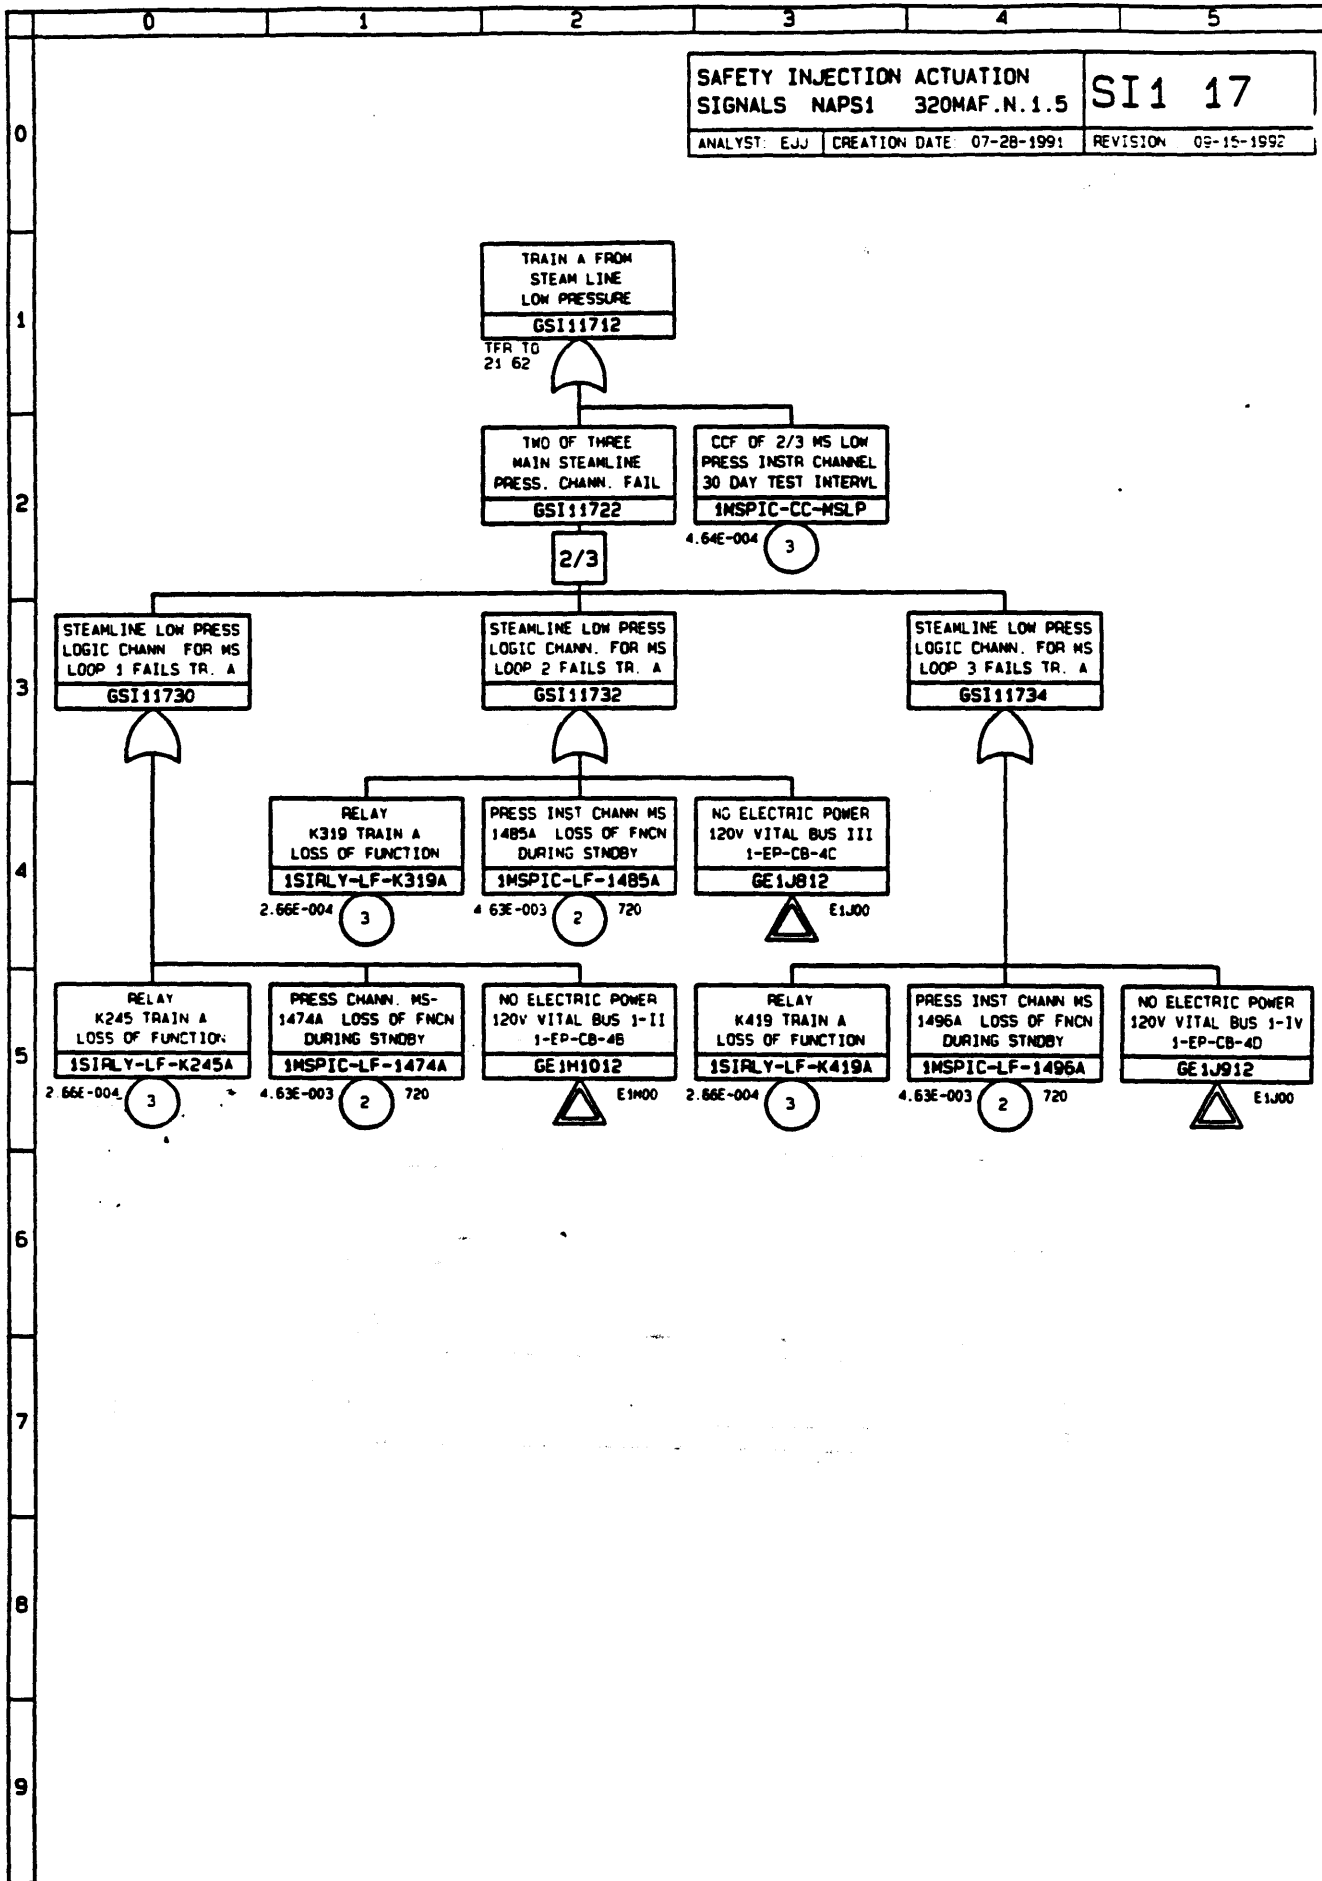 0 1 2 3 4 5
SAFETY INJECTION ACTUATION
SIGNALS NAPS1 320MAF.N.1.5
SI1 17
ANALYST: EJJ CREATION DATE: 07-28-1991 REVISION 09-15-1992
0
TRAIN A FROM
STEAM LINE
LOW PRESSURE
GSI11712
TFR TO
21 62
1
TWO OF THREE
MAIN STEAMLINE
PRESS. CHANN. FAIL
GSI11722
2/3
CCF OF 2/3 MS LOW
PRESS INSTR CHANNEL
30 DAY TEST INTERVL
1MSPIC-CC-MSLP
4.64E-004 3
2
STEAMLINE LOW PRESS
LOGIC CHANN FOR MS
LOOP 1 FAILS TR. A
GSI11730
STEAMLINE LOW PRESS
LOGIC CHANN. FOR MS
LOOP 2 FAILS TR. A
GSI11732
STEAMLINE LOW PRESS
LOGIC CHANN. FOR MS
LOOP 3 FAILS TR. A
GSI11734
3
RELAY
K319 TRAIN A
LOSS OF FUNCTION
1SIRLY-LF-K319A
2.66E-004 3
PRESS INST CHANN MS
1485A LOSS OF FNCN
DURING STNDBY
1MSPIC-LF-1485A
4 63E-003 2 720
NO ELECTRIC POWER
120V VITAL BUS III
1-EP-CB-4C
GE1J812
E1J00
4
RELAY
K245 TRAIN A
LOSS OF FUNCTION
1SIRLY-LF-K245A
2.66E-004 3
PRESS CHANN. MS-
1474A LOSS OF FNCN
DURING STNDBY
1MSPIC-LF-1474A
4.63E-003 2 720
NO ELECTRIC POWER
120V VITAL BUS 1-II
1-EP-CB-4B
GE1H1012
E1H00
RELAY
K419 TRAIN A
LOSS OF FUNCTION
1SIRLY-LF-K419A
2.66E-004 3
PRESS INST CHANN MS
1496A LOSS OF FNCN
DURING STNDBY
1MSPIC-LF-1496A
4.63E-003 2 720
NO ELECTRIC POWER
120V VITAL BUS 1-IV
1-EP-CB-4D
GE1J912
E1J00
5
6
7
8
9